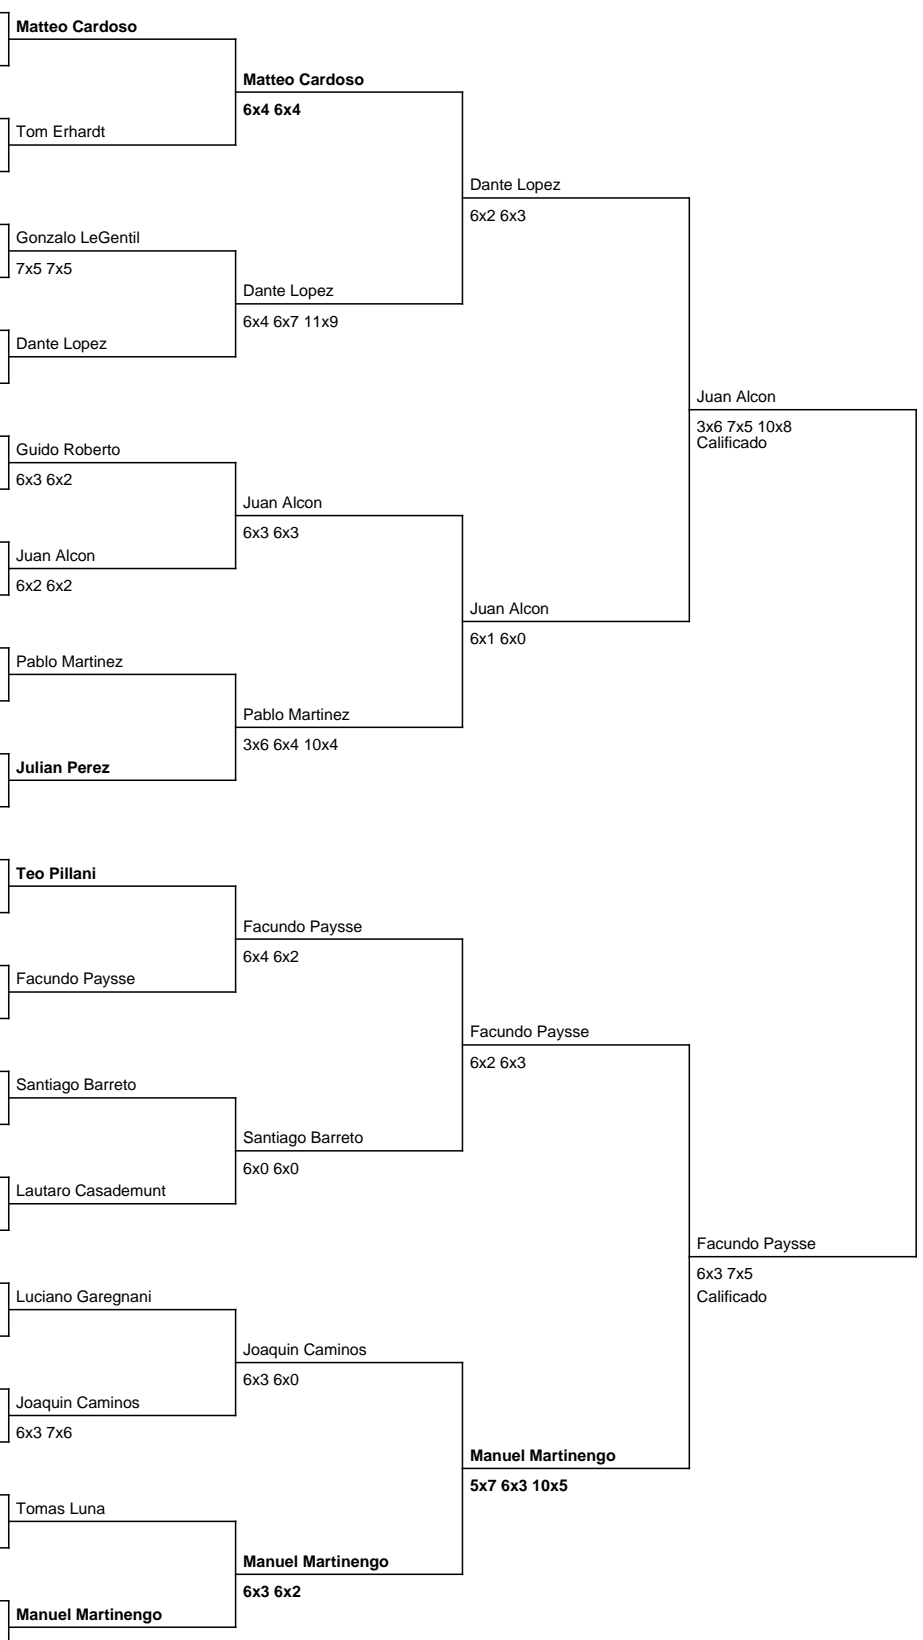 Matteo Cardoso
Matteo Cardoso
6x4 6x4
Tom Erhardt
Dante Lopez
6x2 6x3
Gonzalo LeGentil
7x5 7x5
Dante Lopez
6x4 6x7 11x9
Dante Lopez
Juan Alcon
3x6 7x5 10x8
Calificado
Guido Roberto
6x3 6x2
Juan Alcon
6x3 6x3
Juan Alcon
6x2 6x2
Juan Alcon
6x1 6x0
Pablo Martinez
Pablo Martinez
3x6 6x4 10x4
Julian Perez
Teo Pillani
Facundo Paysse
6x4 6x2
Facundo Paysse
Facundo Paysse
6x2 6x3
Santiago Barreto
Santiago Barreto
6x0 6x0
Lautaro Casademunt
Facundo Paysse
6x3 7x5
Calificado
Luciano Garegnani
Joaquin Caminos
6x3 6x0
Joaquin Caminos
6x3 7x6
Manuel Martinengo
5x7 6x3 10x5
Tomas Luna
Manuel Martinengo
6x3 6x2
Manuel Martinengo